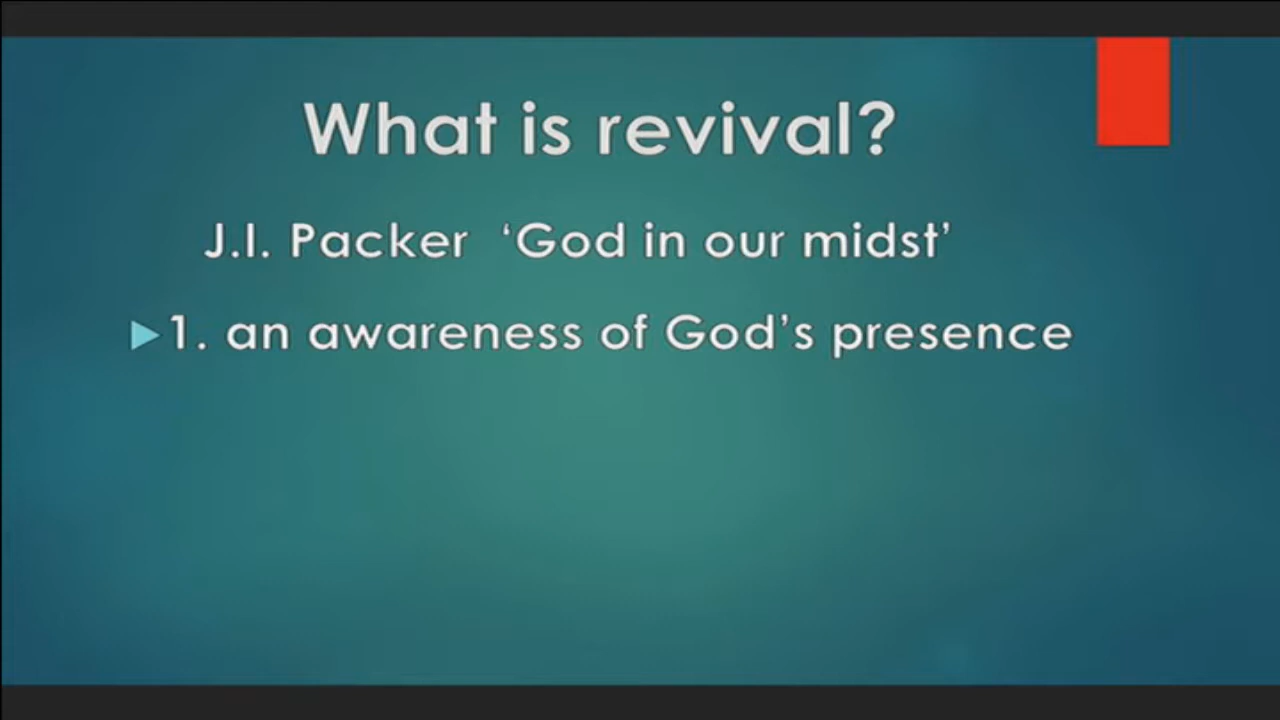 What is revival?
J.I. Packer ‘God in our midst’
1. an awareness of God’s presence